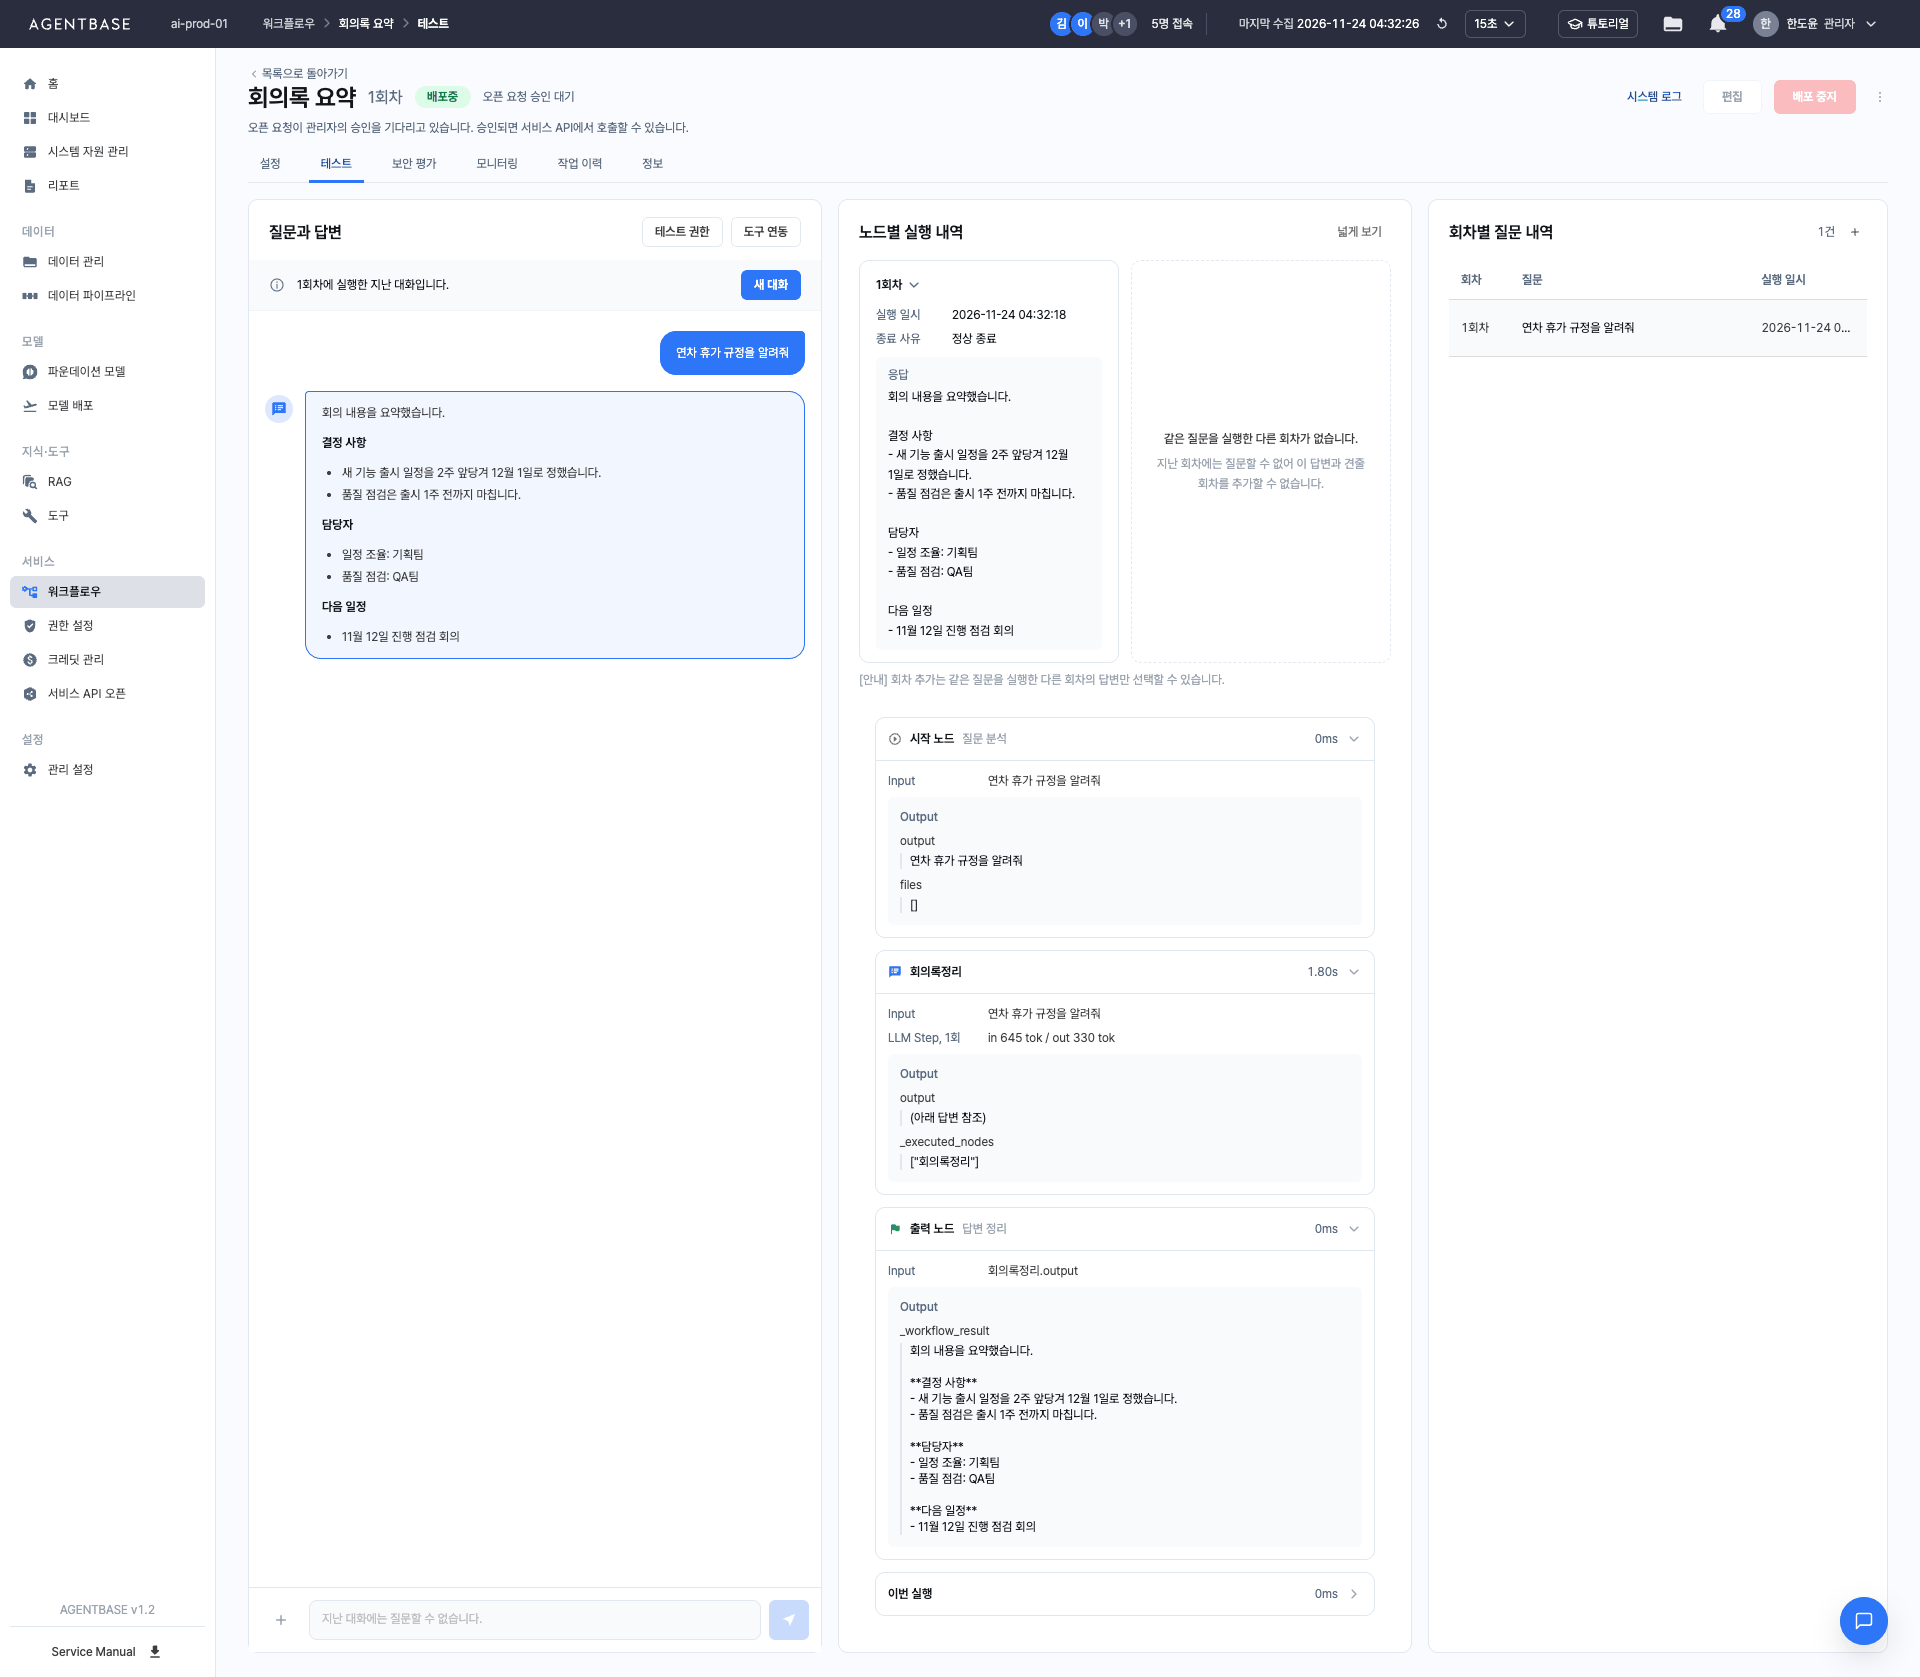 AGENTBASE
ai-prod-01
워크플로우 > 회의록 요약 > 테스트
김 이 박 +1 5명 접속
마지막 수집 2026-11-24 04:32:26
15초
튜토리얼
28
한 한도윤 관리자
홈
대시보드
시스템 자원 관리
리포트
데이터
데이터 관리
데이터 파이프라인
모델
파운데이션 모델
모델 배포
지식·도구
RAG
도구
서비스
워크플로우
권한 설정
크레딧 관리
서비스 API 오픈
설정
관리 설정
AGENTBASE v1.2
Service Manual
목록으로 돌아가기
회의록 요약 1회차 배포중 오픈 요청 승인 대기
오픈 요청이 관리자의 승인을 기다리고 있습니다. 승인되면 서비스 API에서 호출할 수 있습니다.
시스템 로그 편집 배포 중지
설정 테스트 보안 평가 모니터링 작업 이력 정보
질문과 답변
테스트 권한 도구 연동
1회차에 실행한 지난 대화입니다.
새 대화
연차 휴가 규정을 알려줘
회의 내용을 요약했습니다.
결정 사항
• 새 기능 출시 일정을 2주 앞당겨 12월 1일로 정했습니다.
• 품질 점검은 출시 1주 전까지 마칩니다.
담당자
• 일정 조율: 기획팀
• 품질 점검: QA팀
다음 일정
• 11월 12일 진행 점검 회의
지난 대화에는 질문할 수 없습니다.
노드별 실행 내역
넓게 보기
1회차
실행 일시 2026-11-24 04:32:18
종료 사유 정상 종료
응답
회의 내용을 요약했습니다.
결정 사항
- 새 기능 출시 일정을 2주 앞당겨 12월
1일로 정했습니다.
- 품질 점검은 출시 1주 전까지 마칩니다.
담당자
- 일정 조율: 기획팀
- 품질 점검: QA팀
다음 일정
- 11월 12일 진행 점검 회의
같은 질문을 실행한 다른 회차가 없습니다.
지난 회차에는 질문할 수 없어 이 답변과 견줄
회차를 추가할 수 없습니다.
[안내] 회차 추가는 같은 질문을 실행한 다른 회차의 답변만 선택할 수 있습니다.
시작 노드 질문 분석 0ms
Input 연차 휴가 규정을 알려줘
Output
output
연차 휴가 규정을 알려줘
files
[]
회의록정리 1.80s
Input 연차 휴가 규정을 알려줘
LLM Step, 1회 in 645 tok / out 330 tok
Output
output
(아래 답변 참조)
_executed_nodes
["회의록정리"]
출력 노드 답변 정리 0ms
Input 회의록정리.output
Output
_workflow_result
회의 내용을 요약했습니다.
**결정 사항**
- 새 기능 출시 일정을 2주 앞당겨 12월 1일로 정했습니다.
- 품질 점검은 출시 1주 전까지 마칩니다.
**담당자**
- 일정 조율: 기획팀
- 품질 점검: QA팀
**다음 일정**
- 11월 12일 진행 점검 회의
이번 실행 0ms
회차별 질문 내역
1건 +
회차 질문 실행 일시
1회차 연차 휴가 규정을 알려줘 2026-11-24 0...